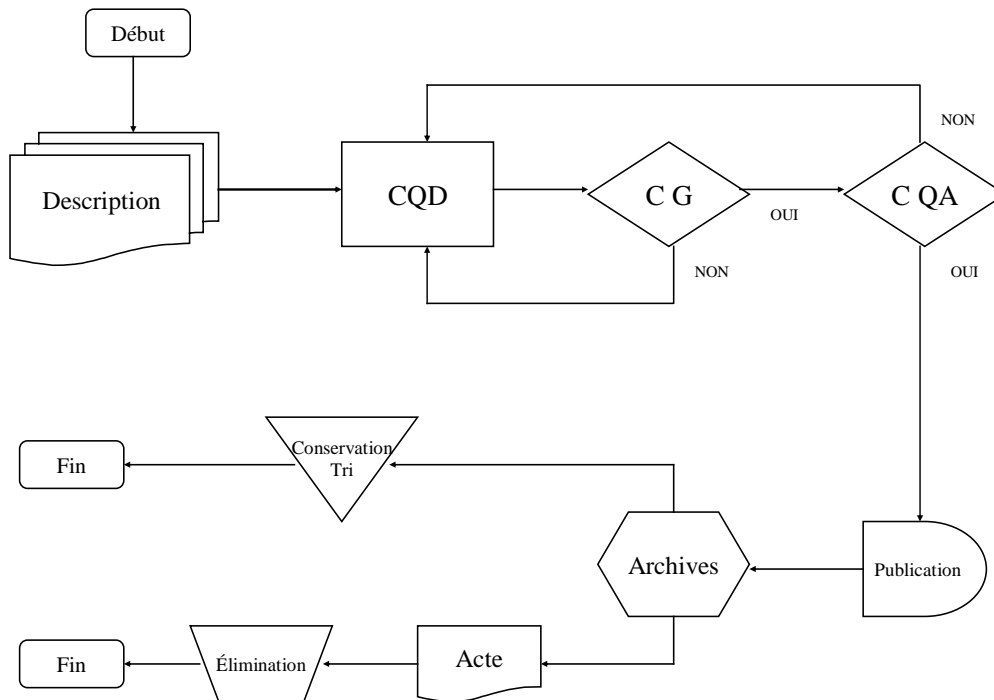 Début
NON
Description
CQD
C G
C QA
OUI
NON
OUI
Conservation
Tri
Fin
Archives
Publication
Fin
Élimination
Acte